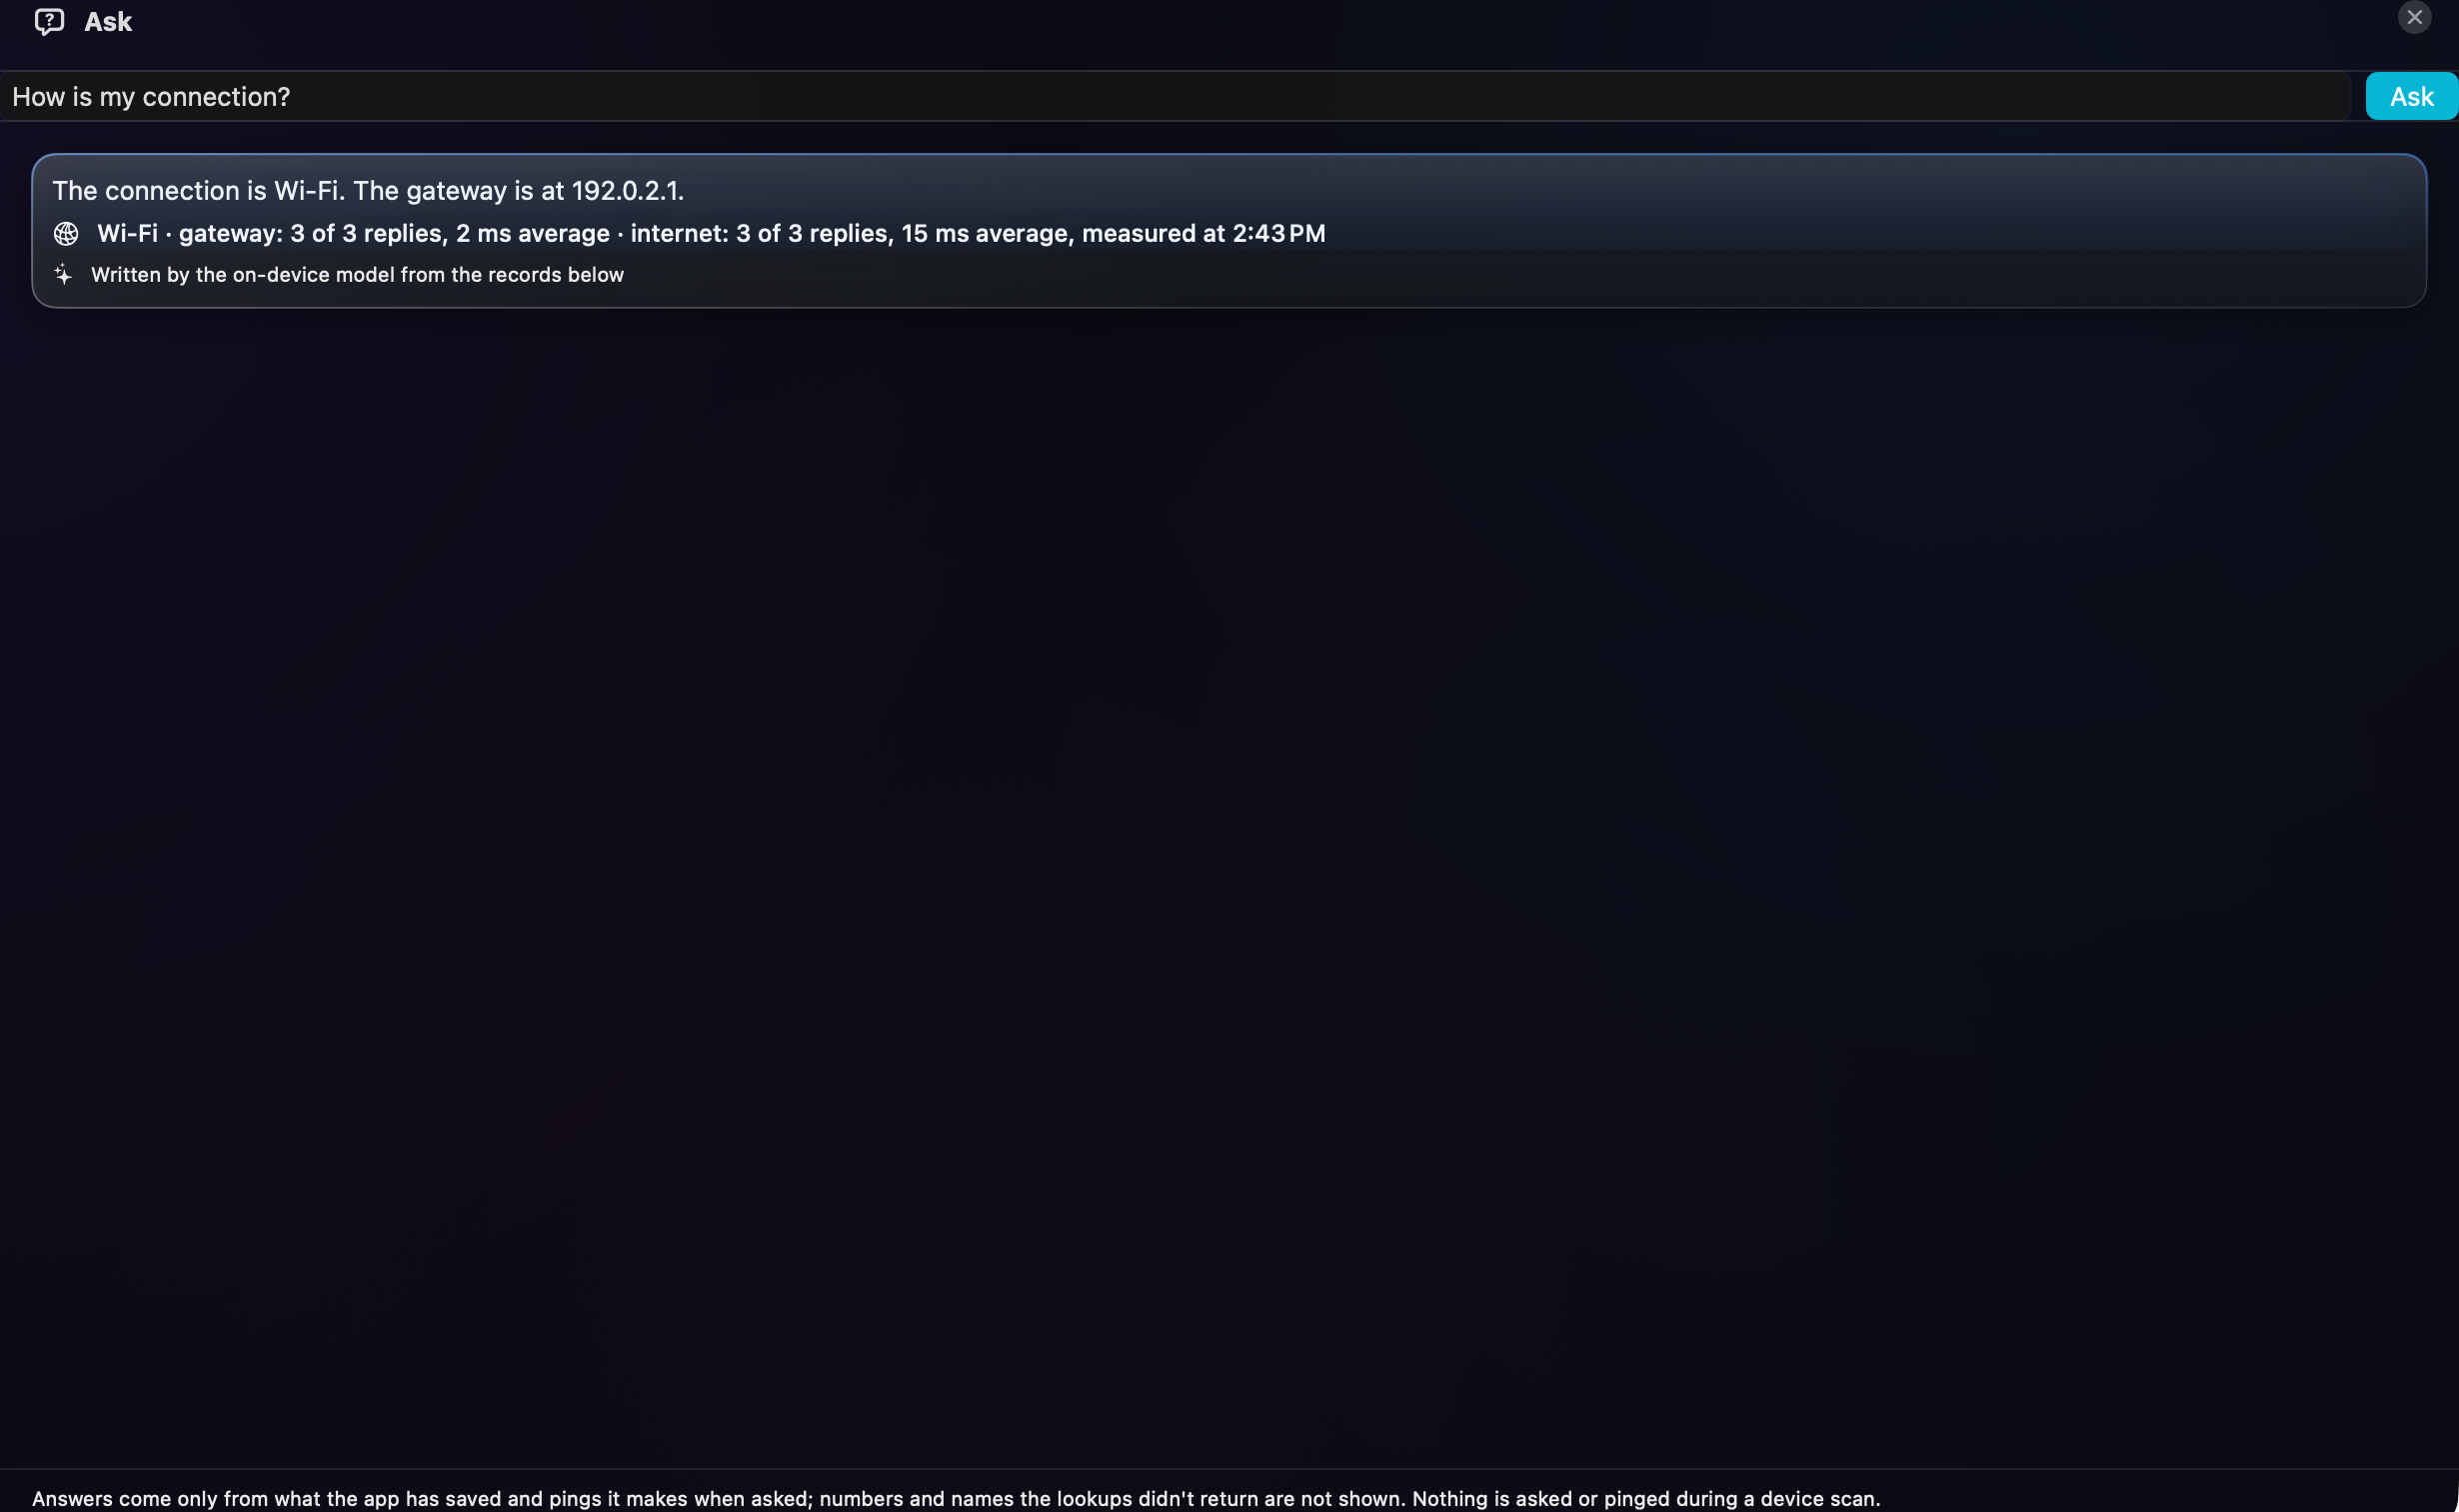 Ask
How is my connection?
Ask
The connection is Wi-Fi. The gateway is at 192.0.2.1.
Wi-Fi · gateway: 3 of 3 replies, 2 ms average · internet: 3 of 3 replies, 15 ms average, measured at 2:43 PM
Written by the on-device model from the records below
Answers come only from what the app has saved and pings it makes when asked; numbers and names the lookups didn't return are not shown. Nothing is asked or pinged during a device scan.